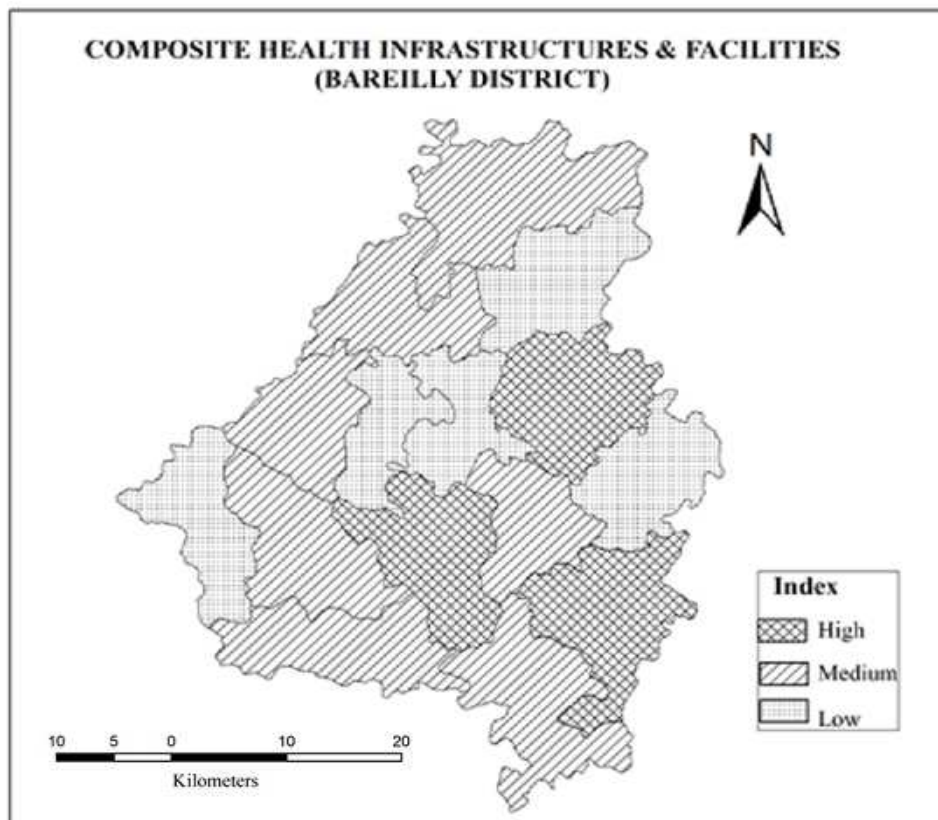 COMPOSITE HEALTH INFRASTRUCTURES & FACILITIES
(BAREILLY DISTRICT)
N
Index
High
Medium
Low
10 5 0 10 20
Kilometers